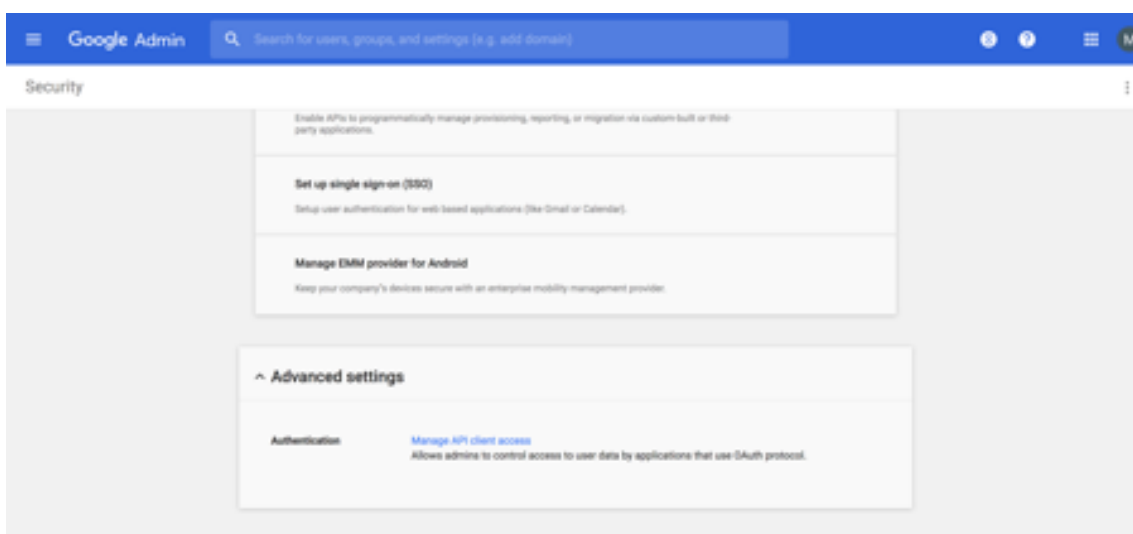 Google Admin
Search for users, groups, and settings (e.g. add domain)
M
Security
Enable APIs to programmatically manage provisioning, reporting, or migration via custom-built or third-
party applications.
Set up single sign-on (SSO)
Setup user authentication for web based applications (like Gmail or Calendar).
Manage EMM provider for Android
Keep your company's devices secure with an enterprise mobility management provider.
Advanced settings
Authentication
Manage API client access
Allows admins to control access to user data by applications that use OAuth protocol.